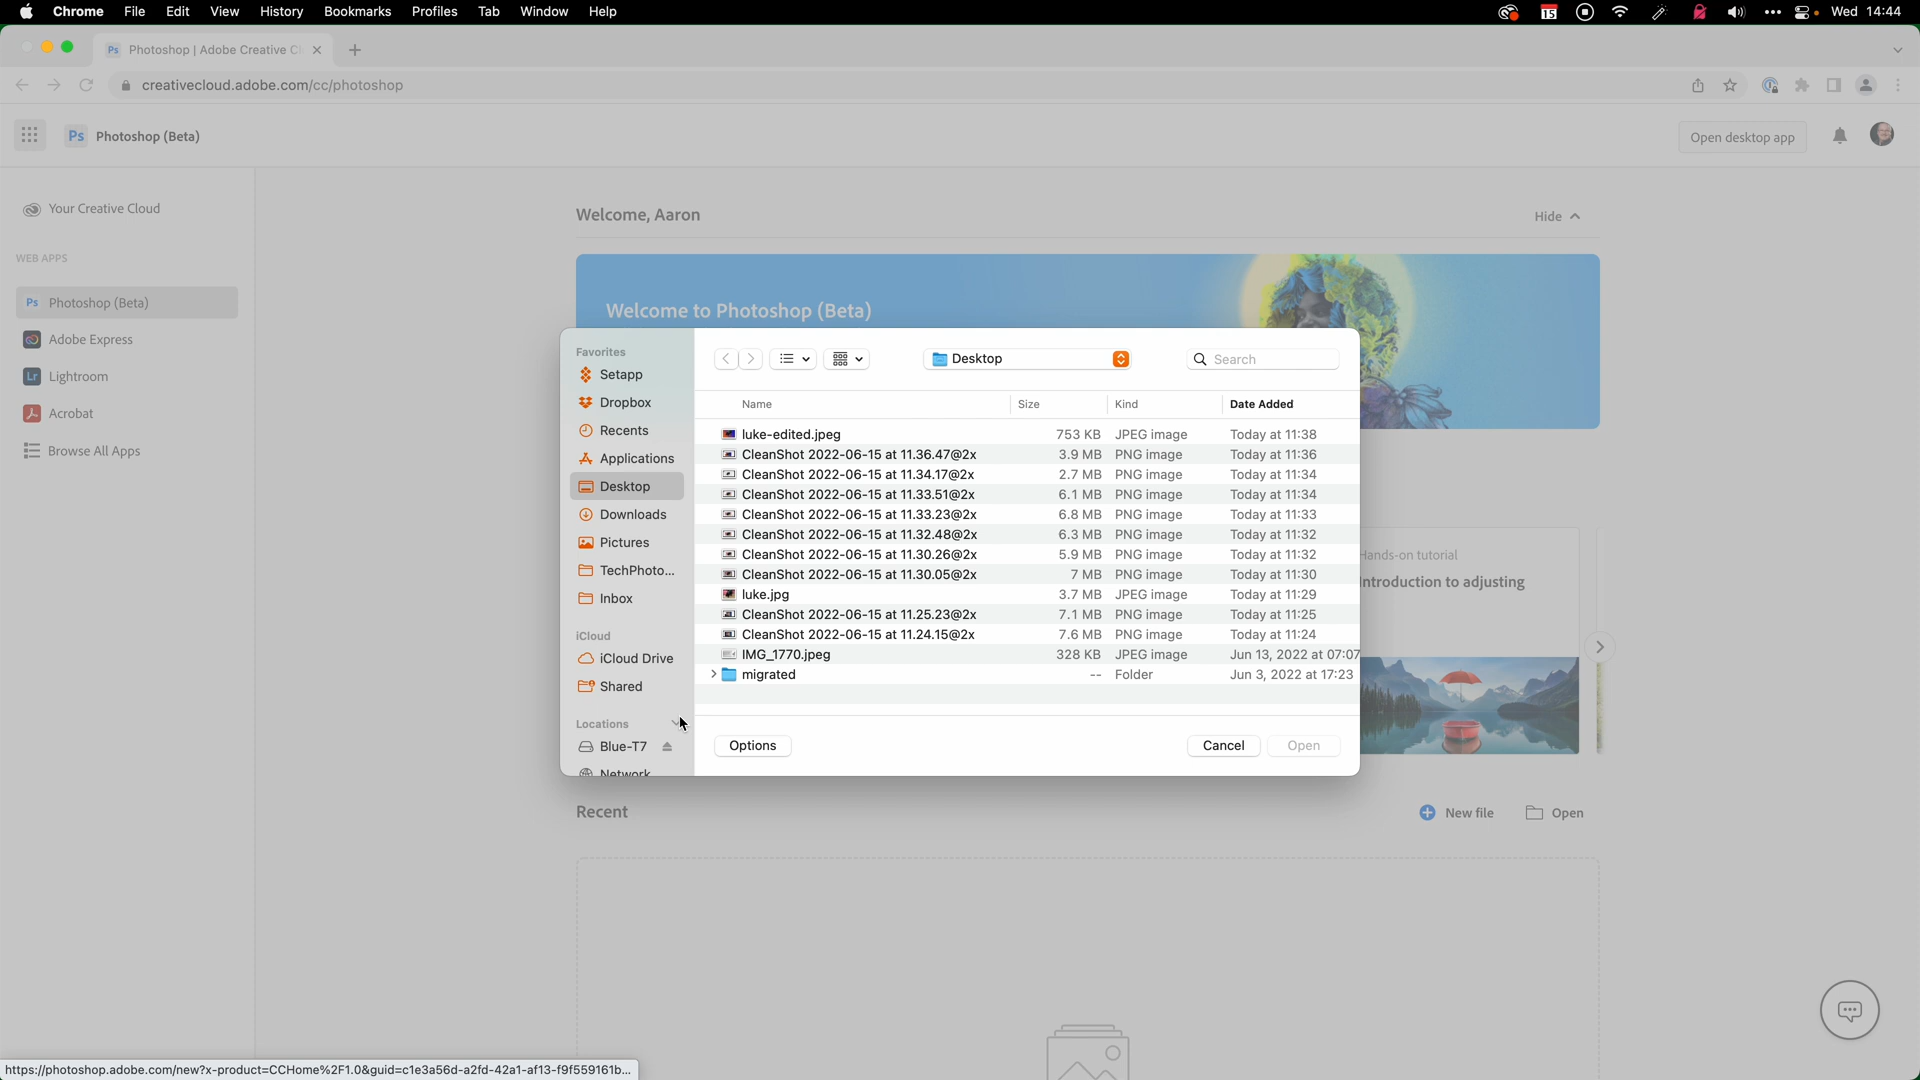 Chrome File Edit View History Bookmarks Profiles Tab Window Help 15 Wed 14:44
Ps Photoshop | Adobe Creative Cl
creativecloud.adobe.com/cc/photoshop
Ps Photoshop (Beta) Open desktop app
Your Creative Cloud
WEB APPS
Ps Photoshop (Beta)
Adobe Express
Lr Lightroom
Acrobat
Browse All Apps
Welcome, Aaron Hide
Welcome to Photoshop (Beta)
Favorites
Setapp
Dropbox
Recents
Applications
Desktop
Downloads
Pictures
TechPhoto...
Inbox
iCloud
iCloud Drive
Shared
Locations
Blue-T7
Network
Desktop Search
Name Size Kind Date Added
luke-edited.jpeg 753 KB JPEG image Today at 11:38
CleanShot 2022-06-15 at 11.36.47@2x 3.9 MB PNG image Today at 11:36
CleanShot 2022-06-15 at 11.34.17@2x 2.7 MB PNG image Today at 11:34
CleanShot 2022-06-15 at 11.33.51@2x 6.1 MB PNG image Today at 11:34
CleanShot 2022-06-15 at 11.33.23@2x 6.8 MB PNG image Today at 11:33
CleanShot 2022-06-15 at 11.32.48@2x 6.3 MB PNG image Today at 11:32
CleanShot 2022-06-15 at 11.30.26@2x 5.9 MB PNG image Today at 11:32
CleanShot 2022-06-15 at 11.30.05@2x 7 MB PNG image Today at 11:30
luke.jpg 3.7 MB JPEG image Today at 11:29
CleanShot 2022-06-15 at 11.25.23@2x 7.1 MB PNG image Today at 11:25
CleanShot 2022-06-15 at 11.24.15@2x 7.6 MB PNG image Today at 11:24
IMG_1770.jpeg 328 KB JPEG image Jun 13, 2022 at 07:07
migrated -- Folder Jun 3, 2022 at 17:23
Options Cancel Open
Hands-on tutorial
Introduction to adjusting
Recent New file Open
https://photoshop.adobe.com/new?x-product=CCHome%2F1.0&guid=c1e3a56d-a2fd-42a1-af13-f9f559161b...